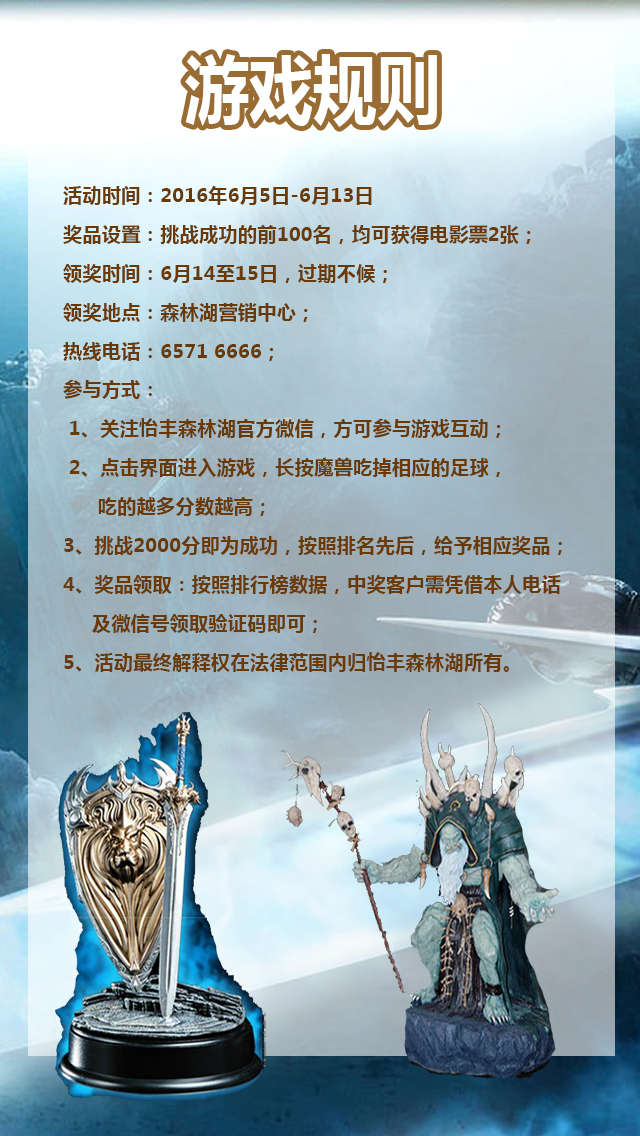 游戏规则
活动时间：2016年6月5日-6月13日
奖品设置：挑战成功的前100名，均可获得电影票2张；
领奖时间：6月14至15日，过期不候；
领奖地点：森林湖营销中心；
热线电话：6571 6666；
参与方式：
1、关注怡丰森林湖官方微信，方可参与游戏互动；
2、点击界面进入游戏，长按魔兽吃掉相应的足球，
吃的越多分数越高；
3、挑战2000分即为成功，按照排名先后，给予相应奖品；
4、奖品领取：按照排行榜数据，中奖客户需凭借本人电话
及微信号领取验证码即可；
5、活动最终解释权在法律范围内归怡丰森林湖所有。